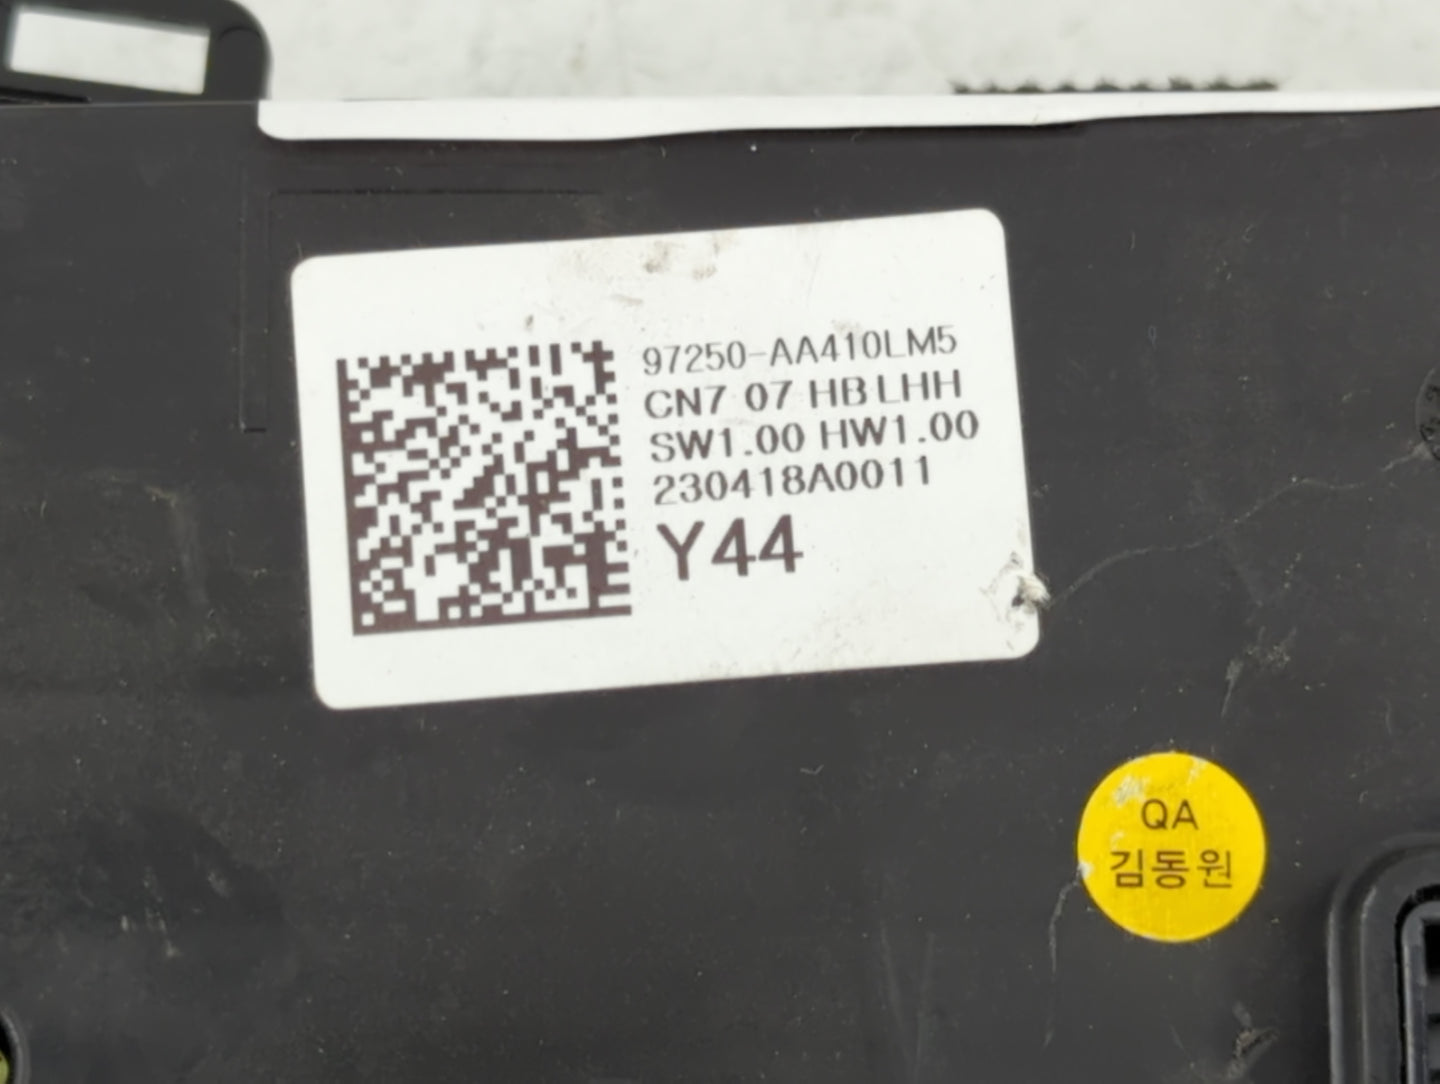 97250-AA410LM5
CN7 07 HB LHH
SW1.00 HW1.00
230418A0011
Y44
QA
김동원